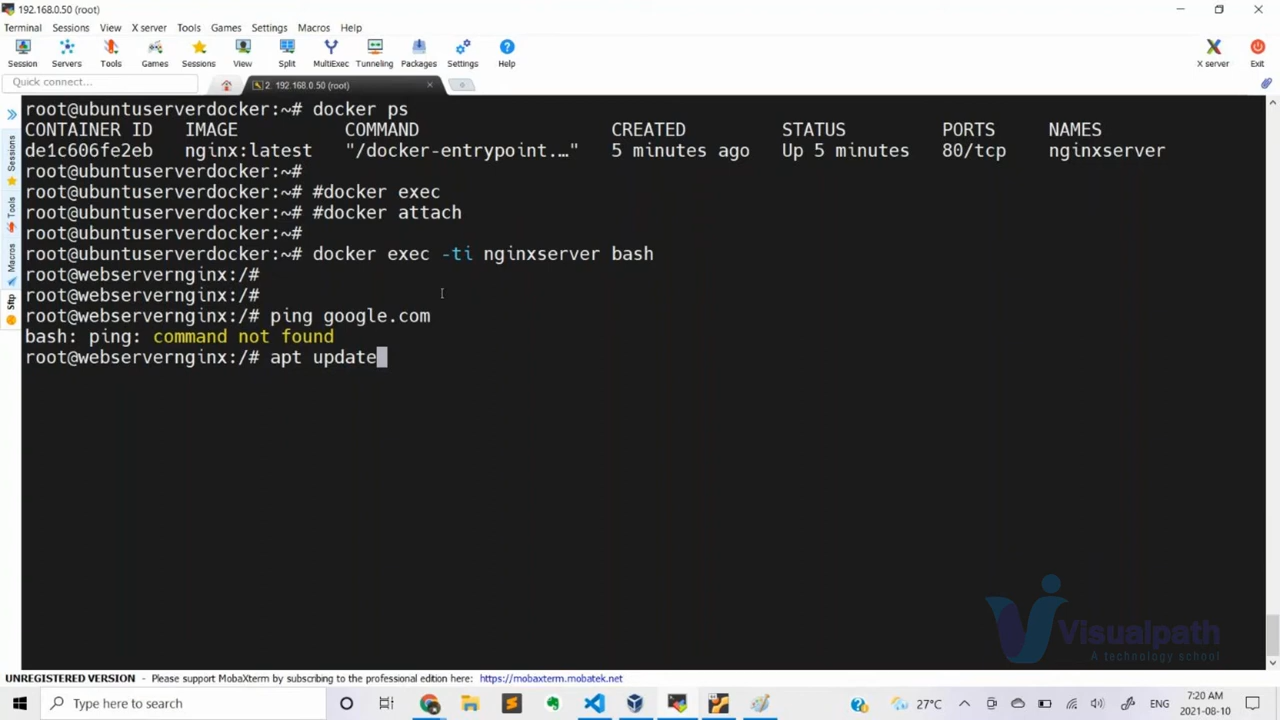 192.168.0.50 (root)
Terminal Sessions View X server Tools Games Settings Macros Help
Session Servers Tools Games Sessions View Split MultiExec Tunneling Packages Settings Help X server Exit
Quick connect...
2. 192.168.0.50 (root)
Sessions
Tools
Macros
Sftp
root@ubuntuserverdocker:~# docker ps
CONTAINER ID IMAGE COMMAND CREATED STATUS PORTS NAMES
de1c606fe2eb nginx:latest "/docker-entrypoint.…" 5 minutes ago Up 5 minutes 80/tcp nginxserver
root@ubuntuserverdocker:~#
root@ubuntuserverdocker:~# #docker exec
root@ubuntuserverdocker:~# #docker attach
root@ubuntuserverdocker:~#
root@ubuntuserverdocker:~# docker exec -ti nginxserver bash
root@webservernginx:/#
root@webservernginx:/#
root@webservernginx:/# ping google.com
bash: ping: command not found
root@webservernginx:/# apt update
Visualpath
A technology school
UNREGISTERED VERSION - Please support MobaXterm by subscribing to the professional edition here: https://mobaxterm.mobatek.net
Type here to search
27°C
ENG
7:20 AM
2021-08-10